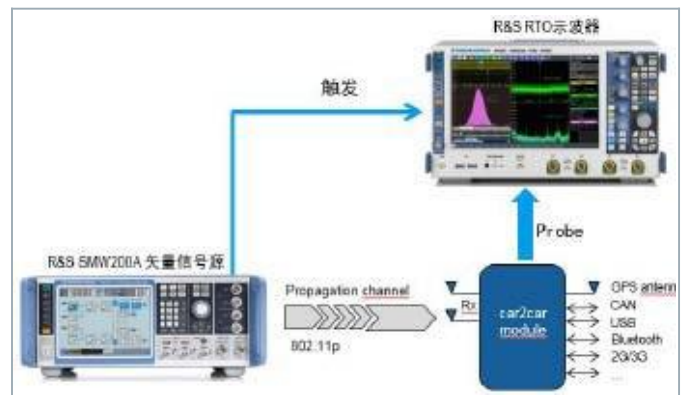 R&S RTO示波器
触发
Probe
R&S SMW200A 矢量信号源
Propagation channel
802.11p
Rx
car2car
module
GPS antenn
CAN
USB
Bluetooth
2G/3G
...